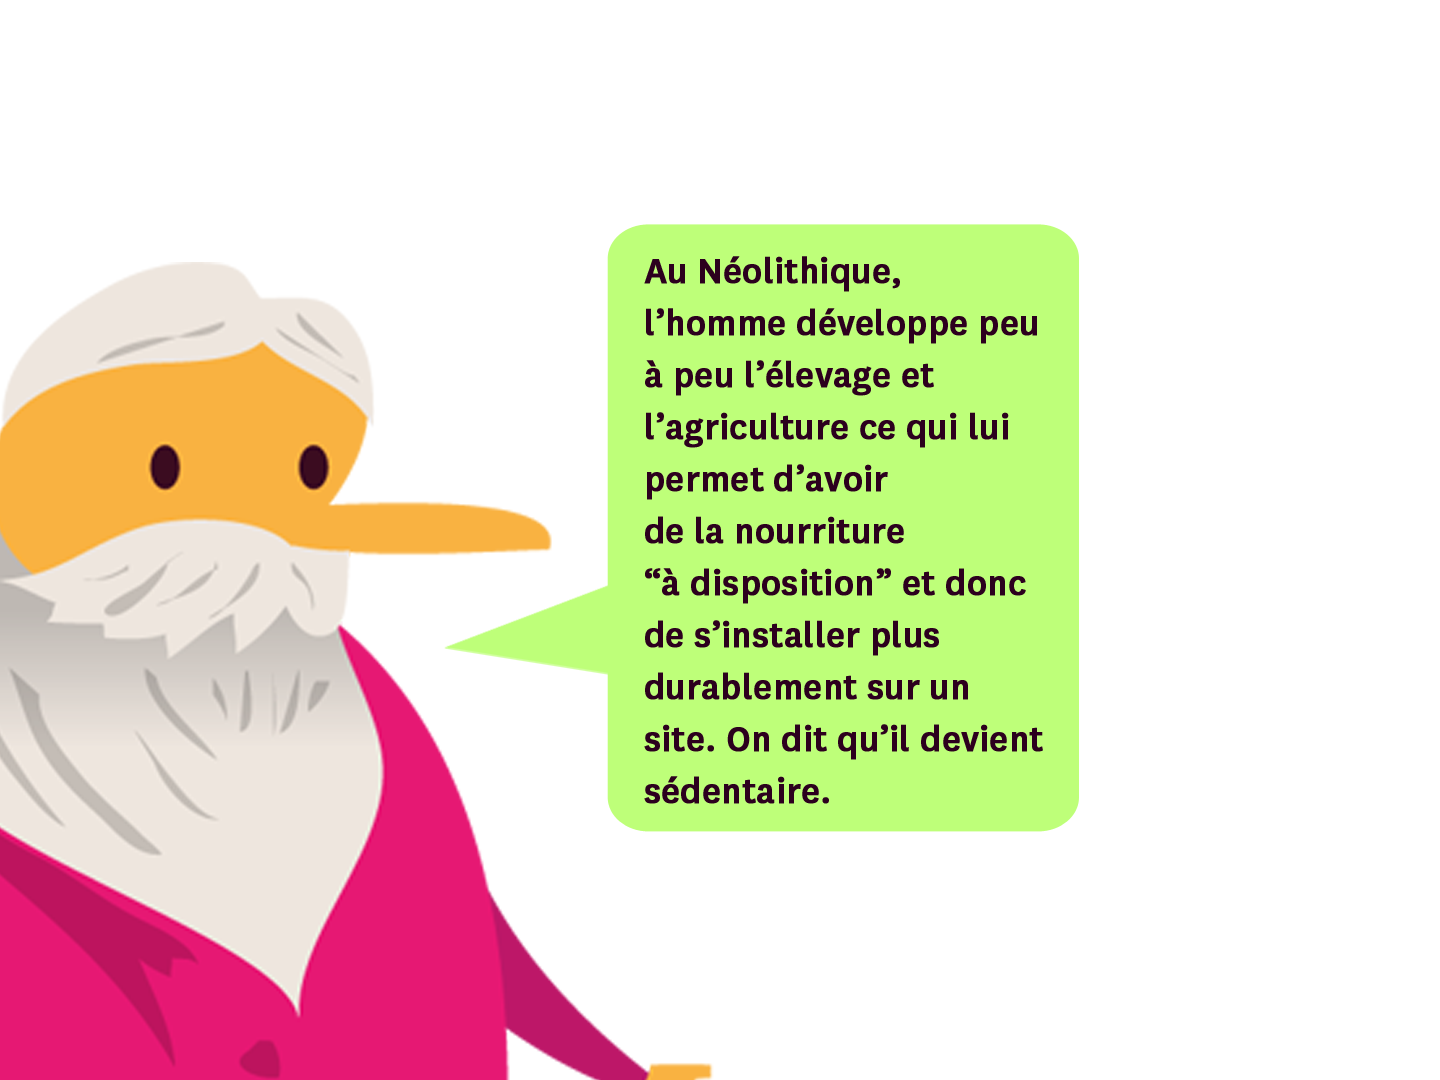 Au Néolithique,
l’homme développe peu
à peu l’élevage et
l’agriculture ce qui lui
permet d’avoir
de la nourriture
“à disposition” et donc
de s’installer plus
durablement sur un
site. On dit qu’il devient
sédentaire.